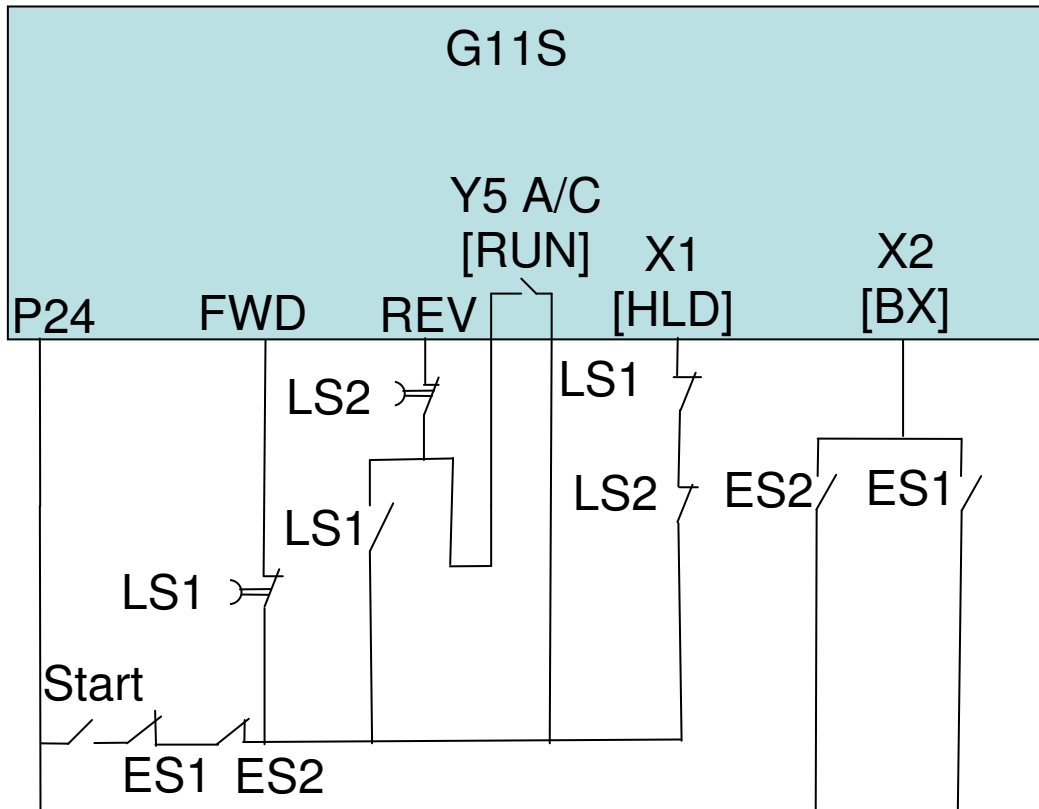 G11S
Y5 A/C
[RUN]
X1
[HLD]
X2
[BX]
P24
FWD
REV
LS2
LS1
LS1
LS2
ES2
ES1
LS1
Start
ES1
ES2